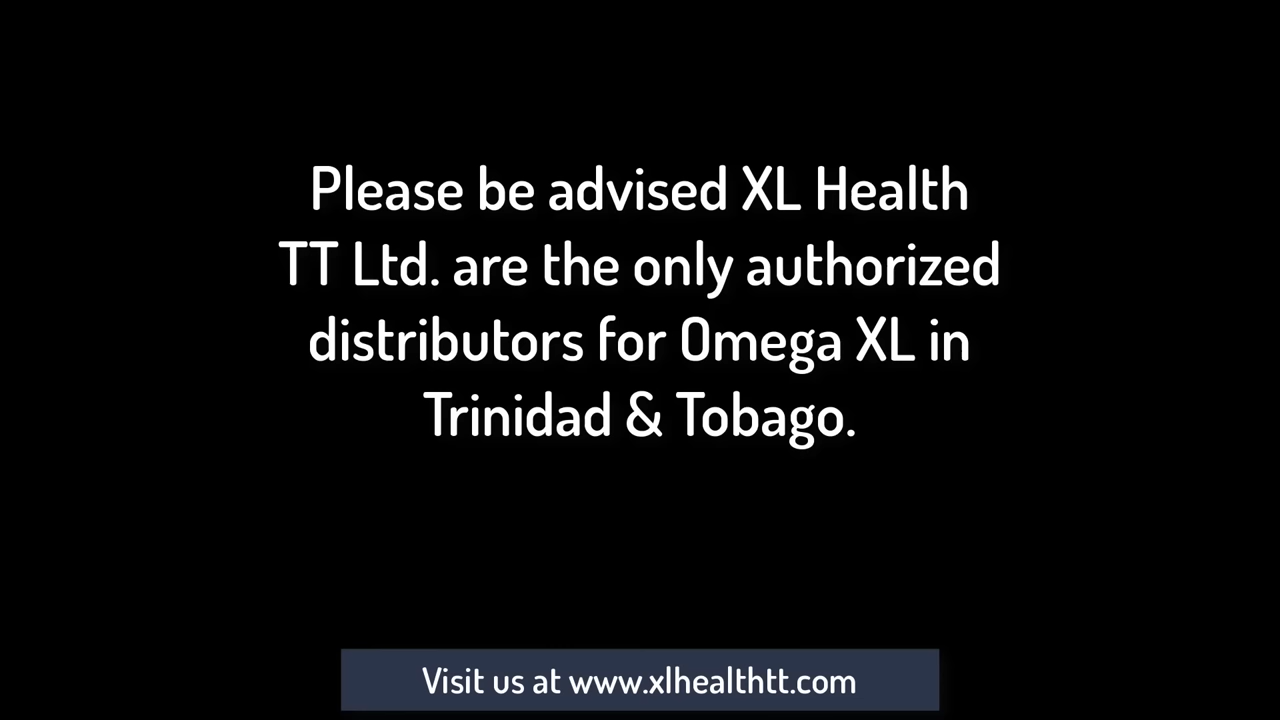 Please be advised XL Health
TT Ltd. are the only authorized
distributors for Omega XL in
Trinidad & Tobago.
Visit us at www.xlhealthtt.com